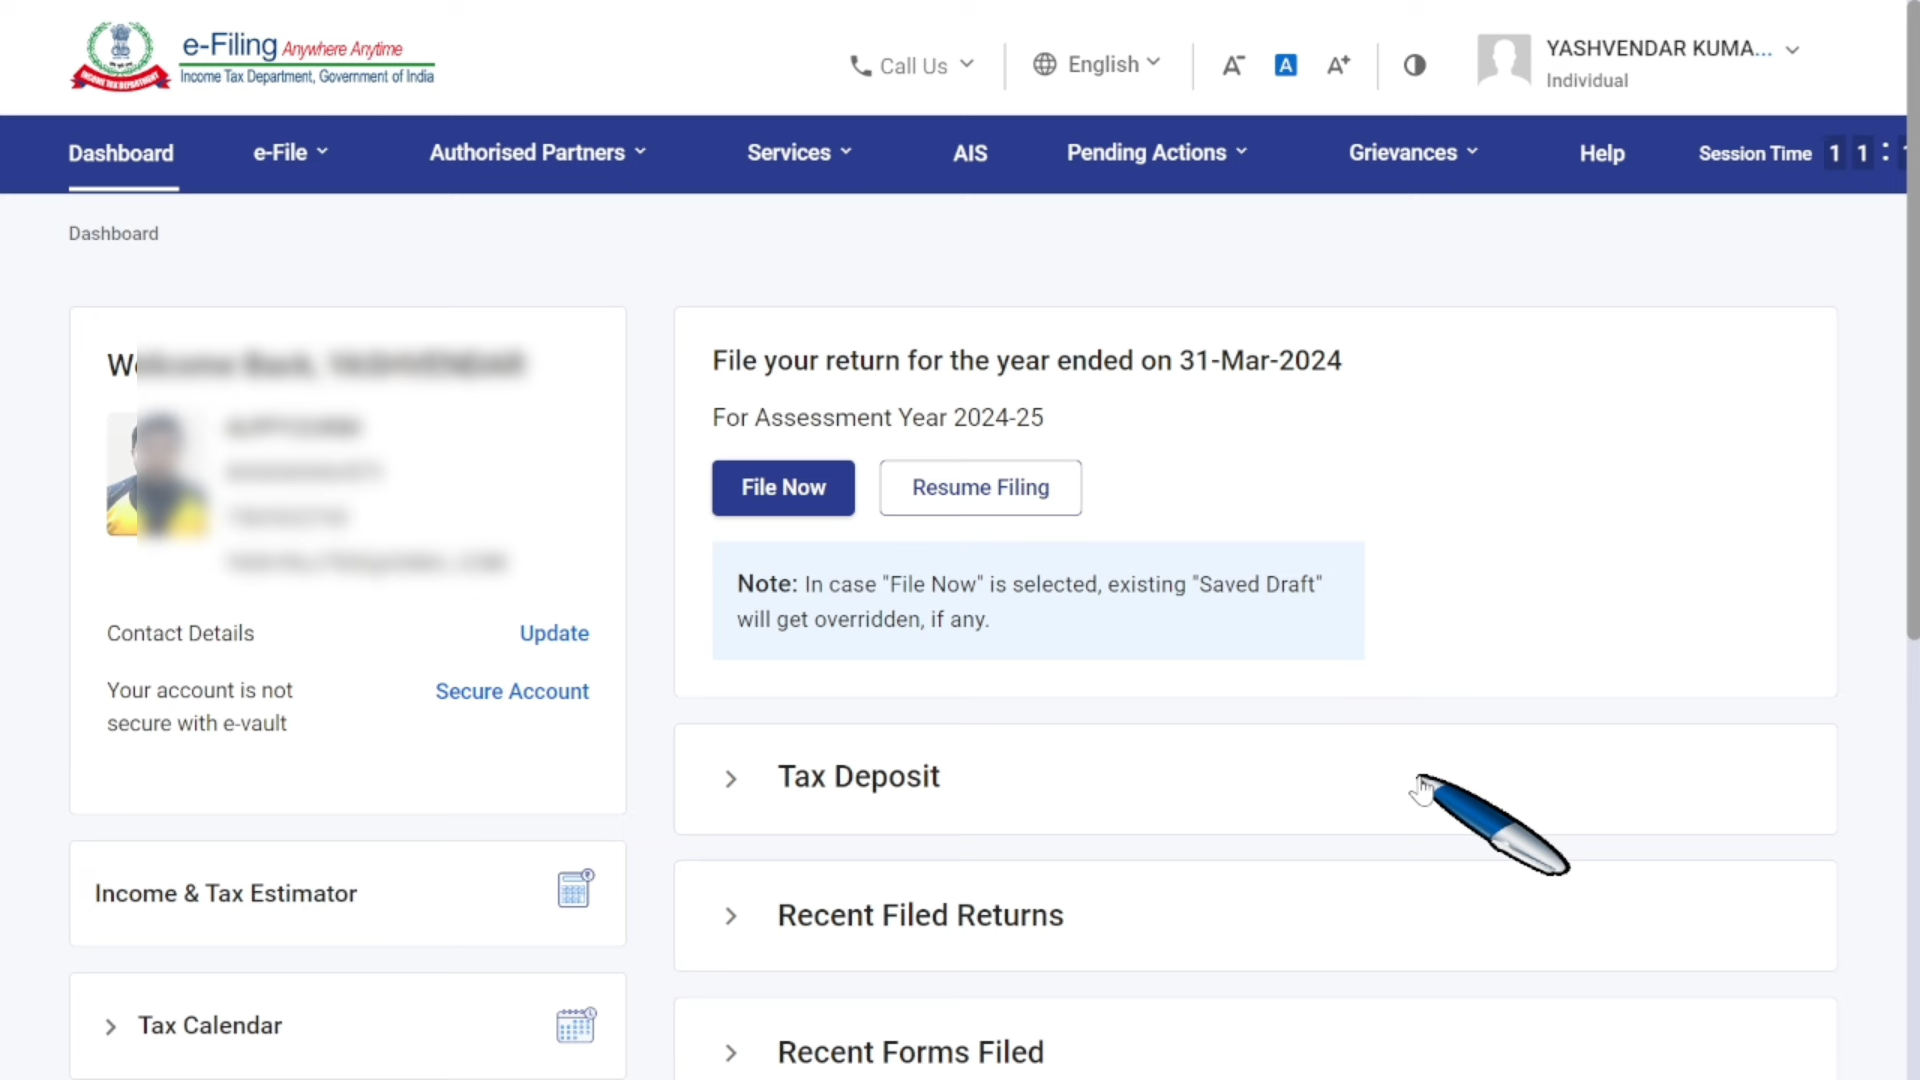 e-Filing Anywhere Anytime
Income Tax Department, Government of India
INCOME TAX DEPARTMENT
Call Us
English
A-
A
A+
YASHVENDAR KUMA...
Individual
Dashboard
e-File
Authorised Partners
Services
AIS
Pending Actions
Grievances
Help
Session Time 11:
Dashboard
File your return for the year ended on 31-Mar-2024
For Assessment Year 2024-25
File Now
Resume Filing
Note: In case "File Now" is selected, existing "Saved Draft"
will get overridden, if any.
Contact Details
Update
Your account is not
secure with e-vault
Secure Account
Tax Deposit
Income & Tax Estimator
Recent Filed Returns
Tax Calendar
Recent Forms Filed